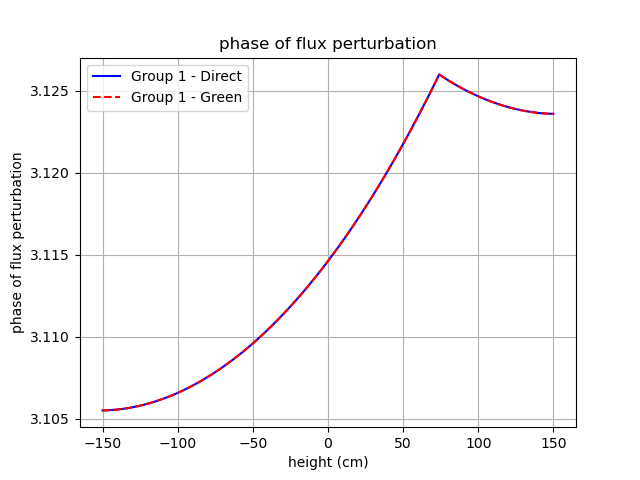 phase of flux perturbation
Group 1 - Direct
Group 1 - Green
3.125
3.120
3.115
3.110
3.105
phase of flux perturbation
−150
−100
−50
0
50
100
150
height (cm)